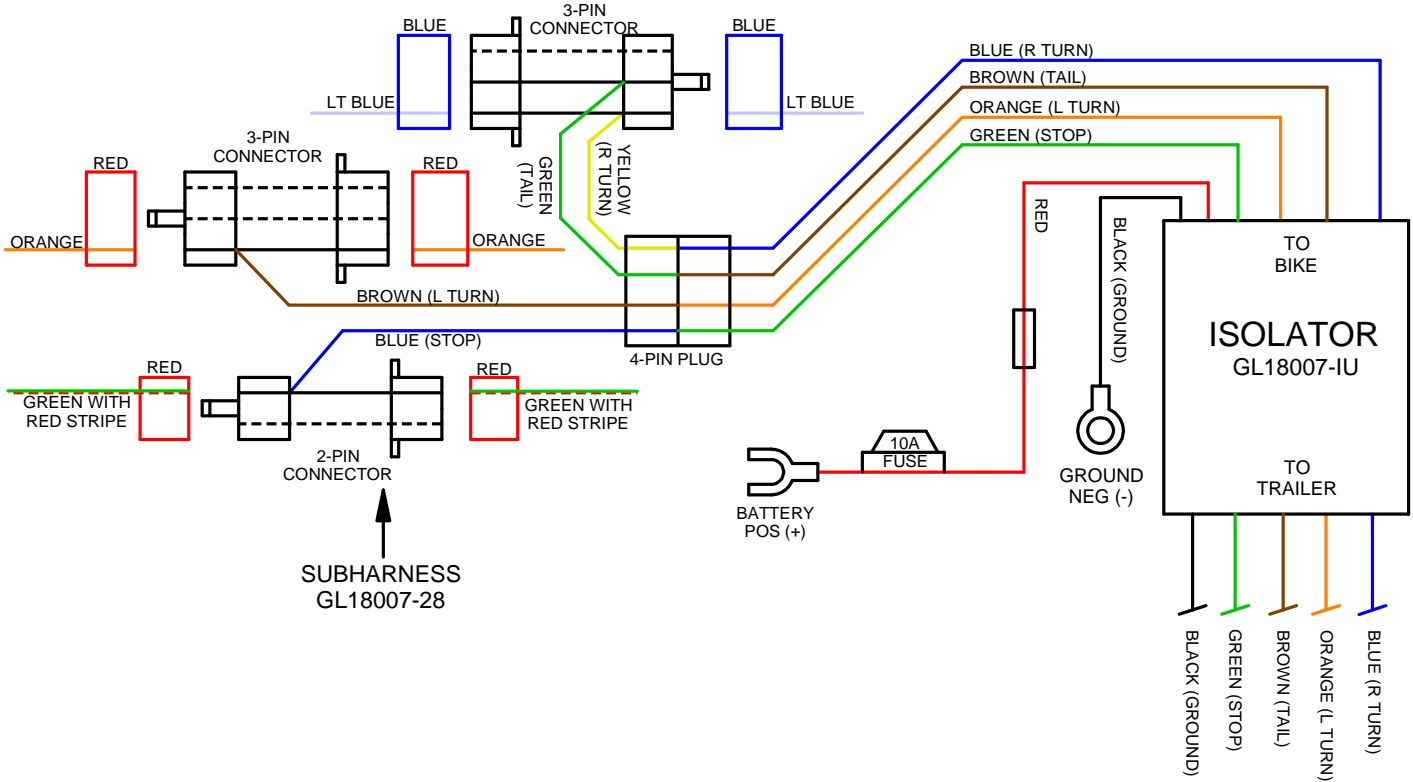 3-PIN
CONNECTOR
BLUE
BLUE
LT BLUE
LT BLUE
3-PIN
CONNECTOR
RED
RED
ORANGE
ORANGE
GREEN
(TAIL)
YELLOW
(R TURN)
BROWN (L TURN)
BLUE (STOP)
4-PIN PLUG
RED
RED
GREEN WITH
RED STRIPE
GREEN WITH
RED STRIPE
2-PIN
CONNECTOR
SUBHARNESS
GL18007-28
BLUE (R TURN)
BROWN (TAIL)
ORANGE (L TURN)
GREEN (STOP)
RED
BLACK (GROUND)
10A
FUSE
BATTERY
POS (+)
GROUND
NEG (-)
TO
BIKE
ISOLATOR
GL18007-IU
TO
TRAILER
BLACK (GROUND)
GREEN (STOP)
BROWN (TAIL)
ORANGE (L TURN)
BLUE (R TURN)